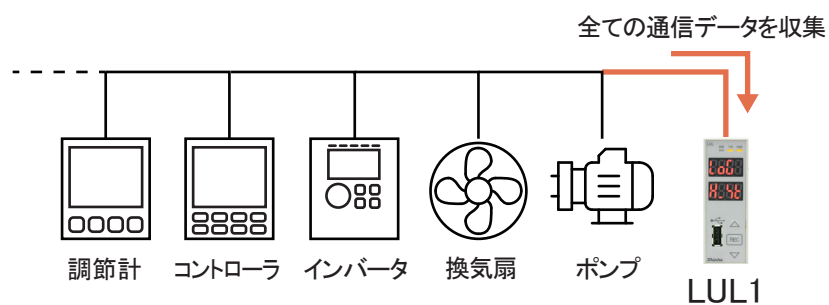 全ての通信データを収集
調節計
コントローラ
インバータ
換気扇
ポンプ
REC
LUL1